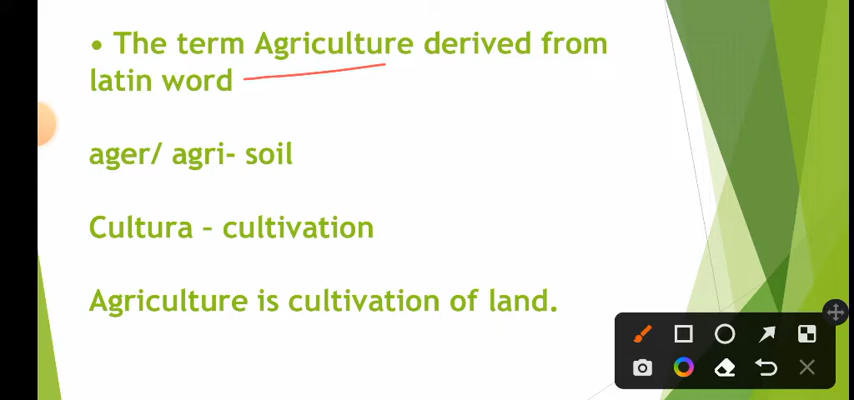 • The term Agriculture derived from
latin word
ager/ agri- soil
Cultura – cultivation
Agriculture is cultivation of land.